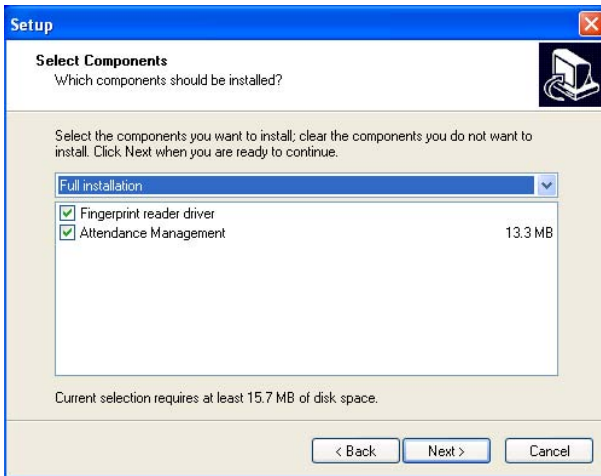 Setup
Select Components
Which components should be installed?
Select the components you want to install; clear the components you do not want to
install. Click Next when you are ready to continue.
Full installation
Fingerprint reader driver
Attendance Management 13.3 MB
Current selection requires at least 15.7 MB of disk space.
< Back Next > Cancel